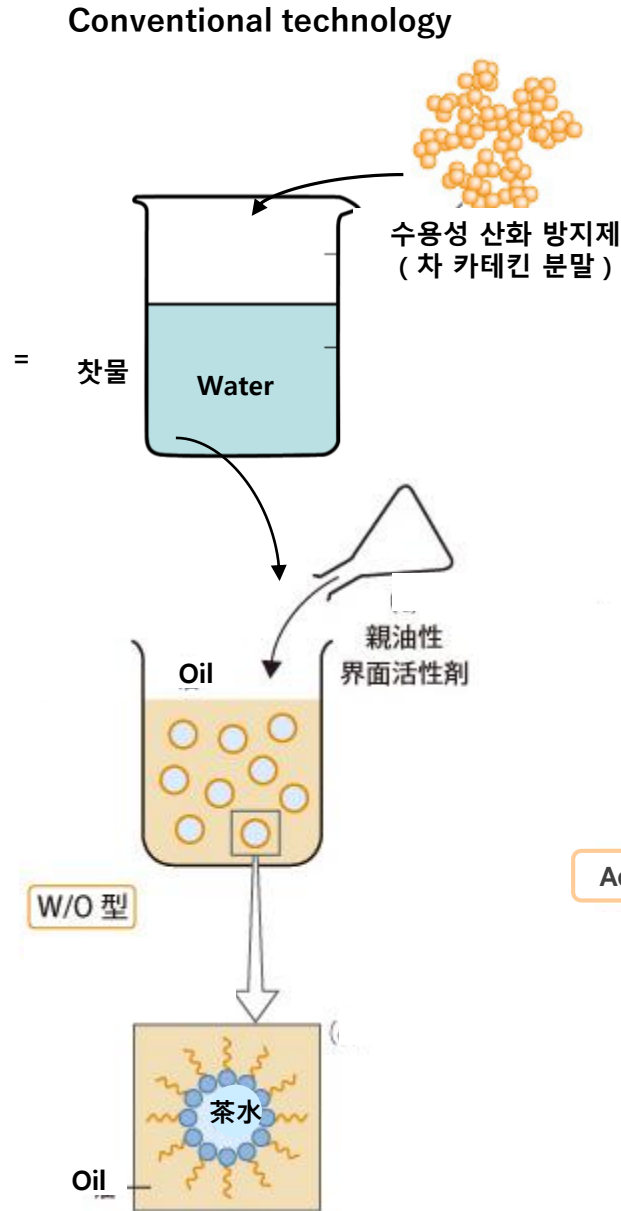 Conventional technology
수용성 산화 방지제
( 차 카테킨 분말 )
=
찻물
Water
親油性
界面活性剤
Oil
W/O 型
茶水
Oil